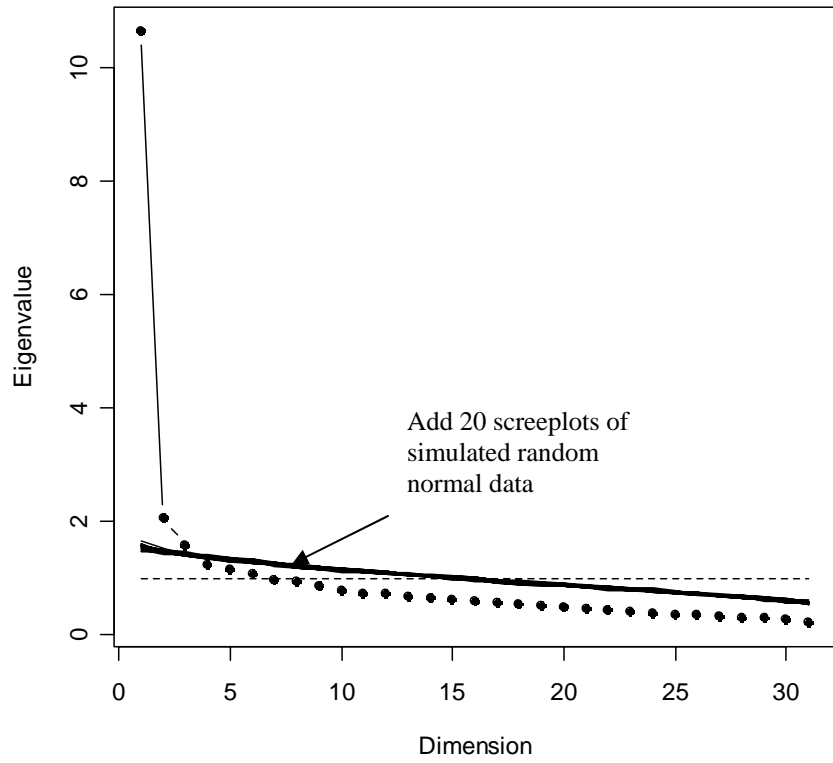 10
8
6
4
2
0
Eigenvalue
Add 20 screeplots of
simulated random
normal data
0 5 10 15 20 25 30
Dimension